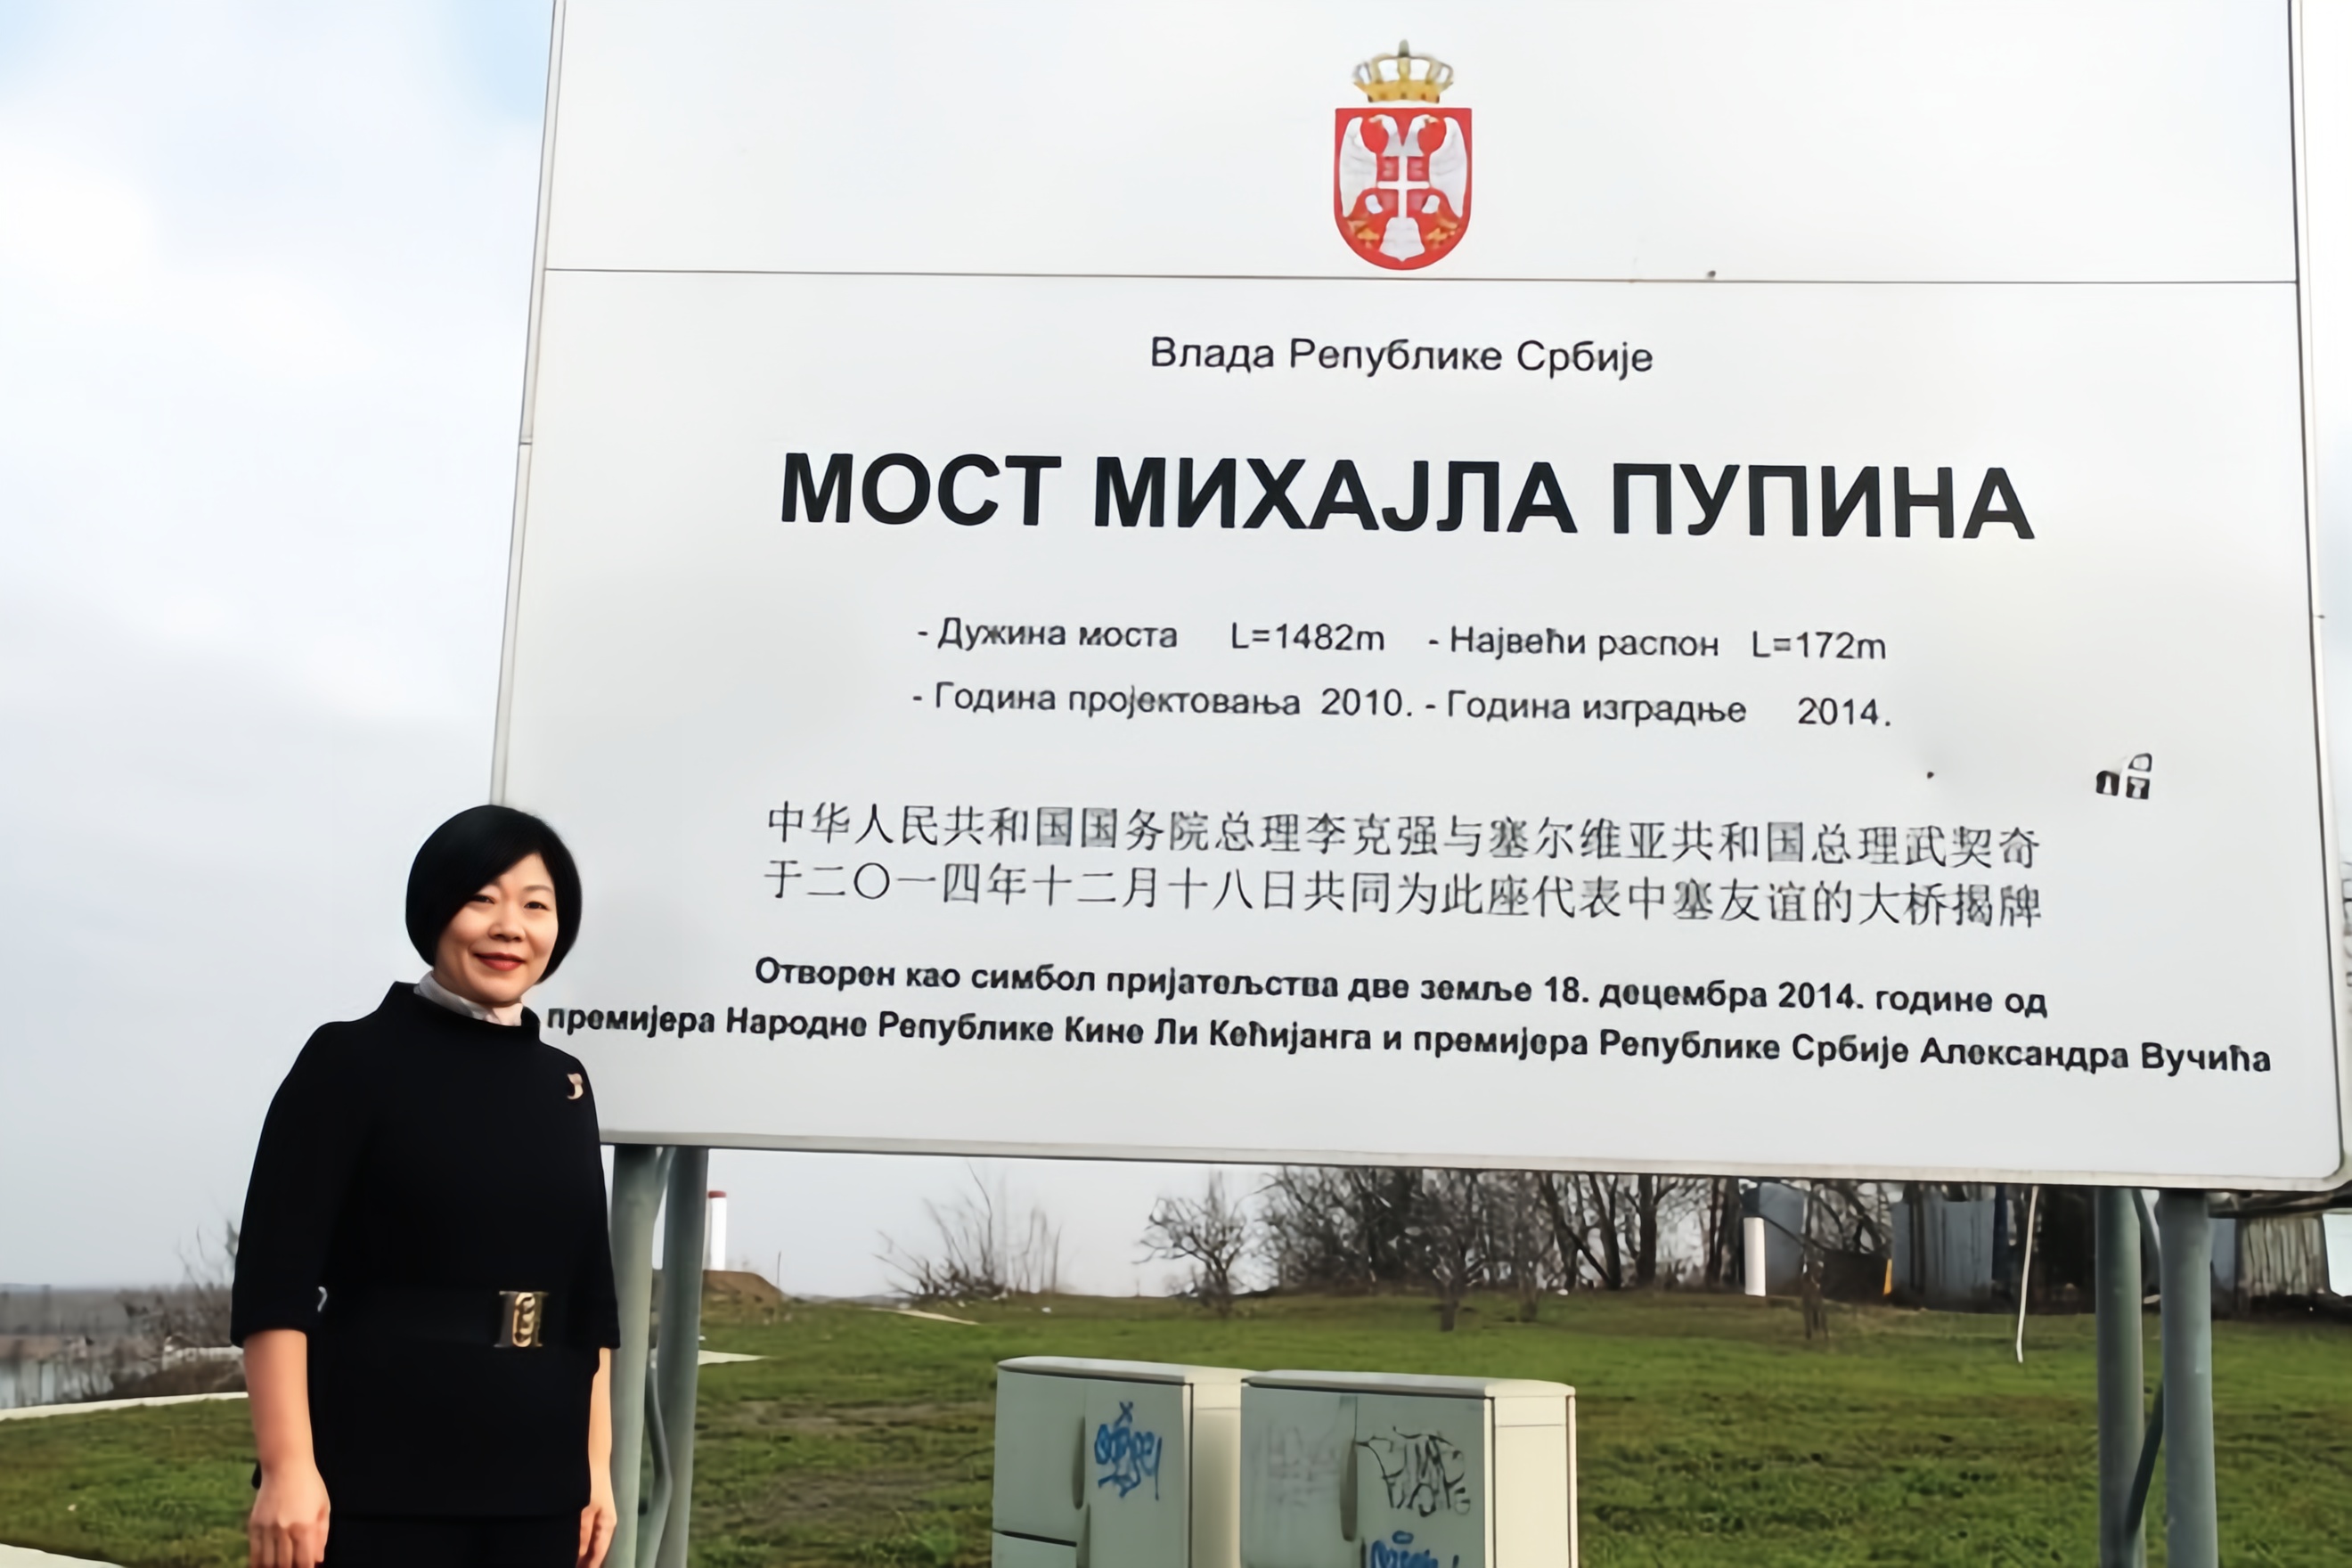 Влада Републике Србије
МОСТ МИХАЈЛА ПУПИНА
- Дужина моста L=1482m - Највећи распон L=172m
- Година пројектовања 2010. - Година изградње 2014.
中华人民共和国国务院总理李克强与塞尔维亚共和国总理武契奇
于二〇一四年十二月十八日共同为此座代表中塞友谊的大桥揭牌
Отворен као симбол пријатељства две земље 18. децембра 2014. године од
премијера Народне Републике Кине Ли Кећијанга и премијера Републике Србије Александра Вучића